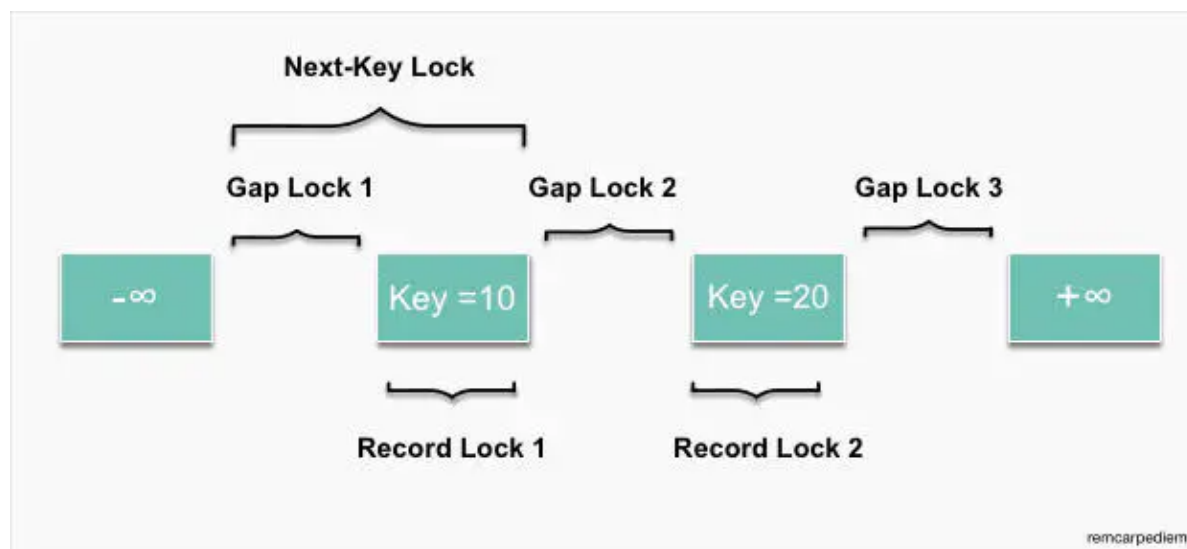 Next-Key Lock
Gap Lock 1
Gap Lock 2
Gap Lock 3
-∞
Key =10
Key =20
+∞
Record Lock 1
Record Lock 2
remcarpediem